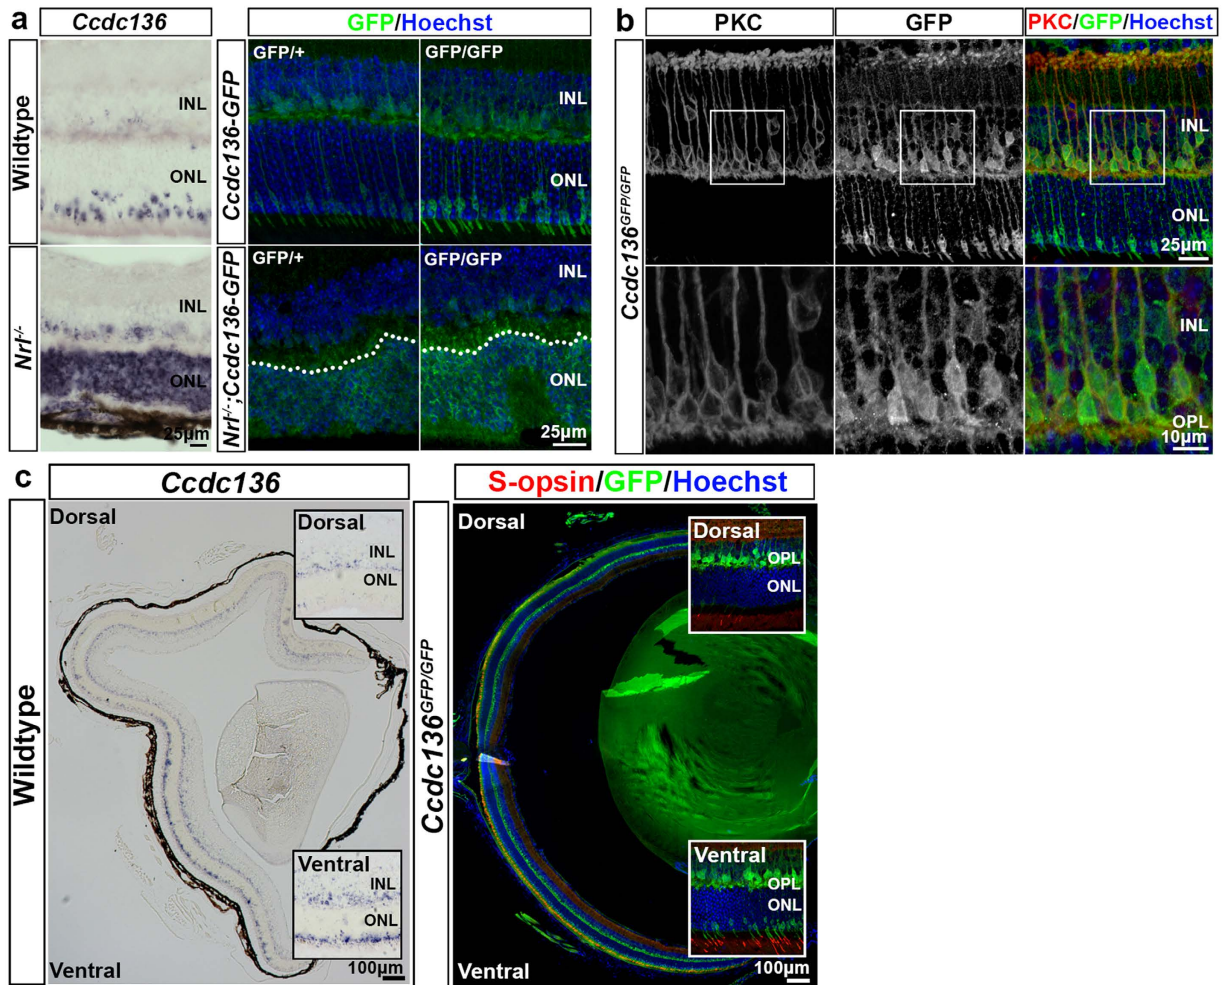 a
Ccdc136
GFP/Hoechst
Wildtype
INL
ONL
Ccdc136-GFP
GFP/+
GFP/GFP
INL
ONL
Nrl-/-
INL
ONL
25µm
Nrl-/-;Ccdc136-GFP
GFP/+
GFP/GFP
INL
ONL
25µm
b
PKC
GFP
PKC/GFP/Hoechst
Ccdc136GFP/GFP
INL
ONL
25µm
INL
OPL
10µm
c
Ccdc136
Wildtype
Dorsal
Dorsal
INL
ONL
Ventral
INL
ONL
Ventral
100µm
S-opsin/GFP/Hoechst
Ccdc136GFP/GFP
Dorsal
Dorsal
OPL
ONL
Ventral
OPL
ONL
Ventral
100µm